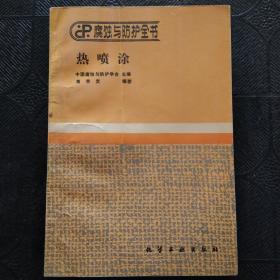 腐蚀与防护全书
热喷涂
中国腐蚀与防护学会 主编
编著
化学工业出版社